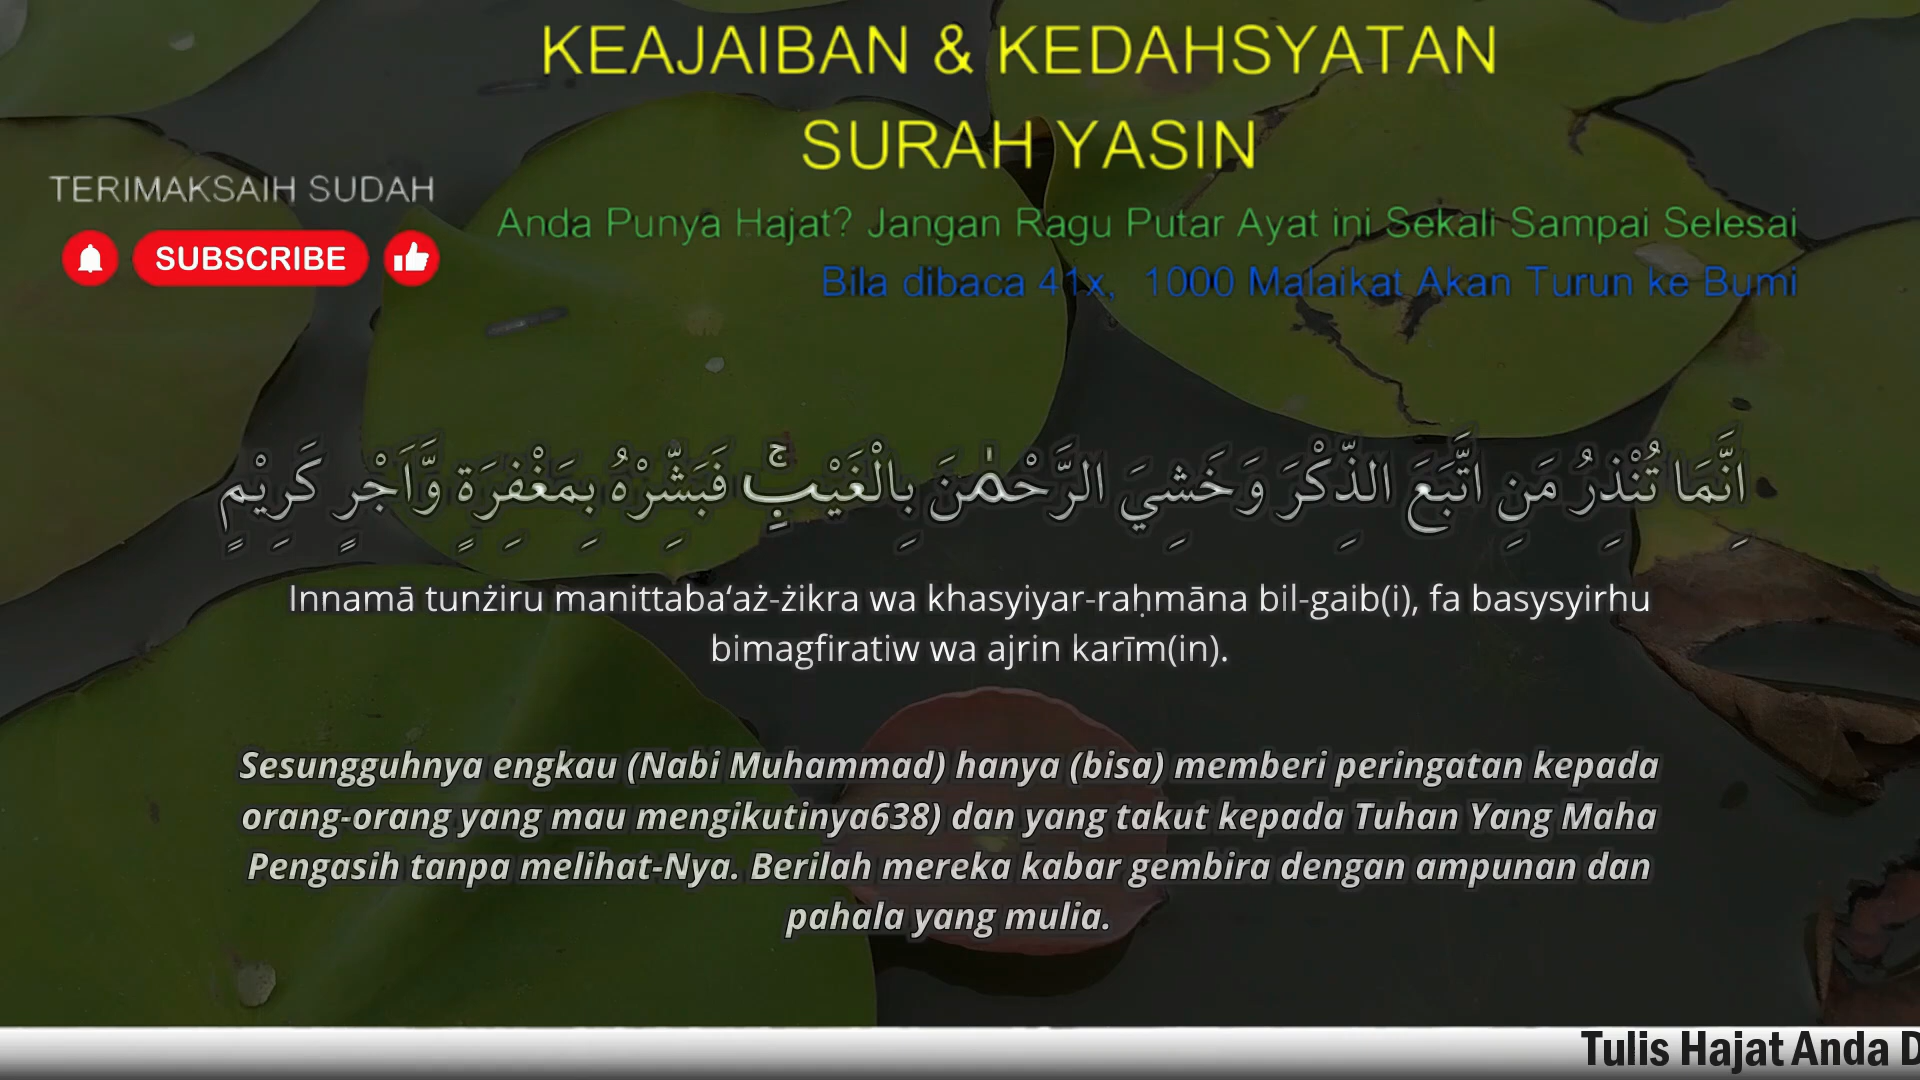 KEAJAIBAN & KEDAHSYATAN
SURAH YASIN
TERIMAKSAIH SUDAH
SUBSCRIBE
Anda Punya Hajat? Jangan Ragu Putar Ayat ini Sekali Sampai Selesai
Bila dibaca 41x, 1000 Malaikat Akan Turun ke Bumi
اِنَّمَا تُنْذِرُ مَنِ اتَّبَعَ الذِّكْرَ وَخَشِيَ الرَّحْمٰنَ بِالْغَيْبِۚ فَبَشِّرْهُ بِمَغْفِرَةٍ وَّاَجْرٍ كَرِيْمٍ
Innamā tunżiru manittaba‘aż-żikra wa khasyiyar-raḥmāna bil-gaib(i), fa basysyirhu
bimagfiratiw wa ajrin karīm(in).
Sesungguhnya engkau (Nabi Muhammad) hanya (bisa) memberi peringatan kepada
orang-orang yang mau mengikutinya638) dan yang takut kepada Tuhan Yang Maha
Pengasih tanpa melihat-Nya. Berilah mereka kabar gembira dengan ampunan dan
pahala yang mulia.
Tulis Hajat Anda D